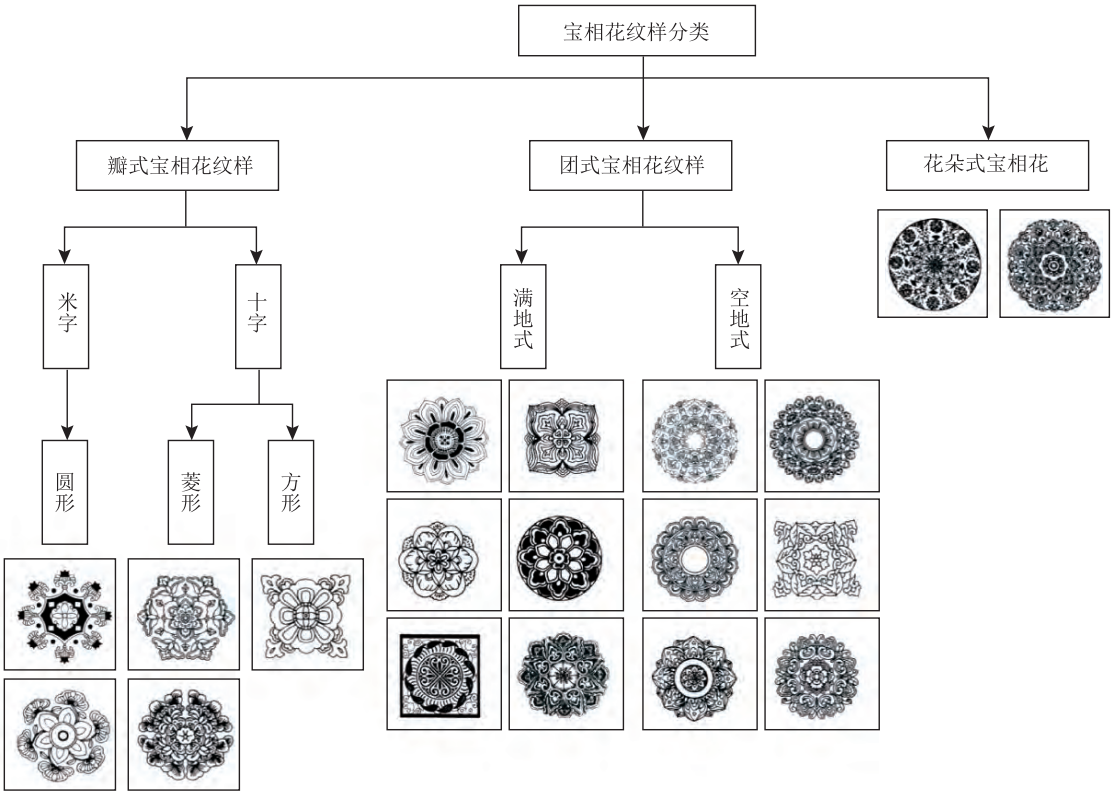 宝相花纹样分类
瓣式宝相花纹样
团式宝相花纹样
花朵式宝相花
米字
十字
满地式
空地式
圆形
菱形
方形